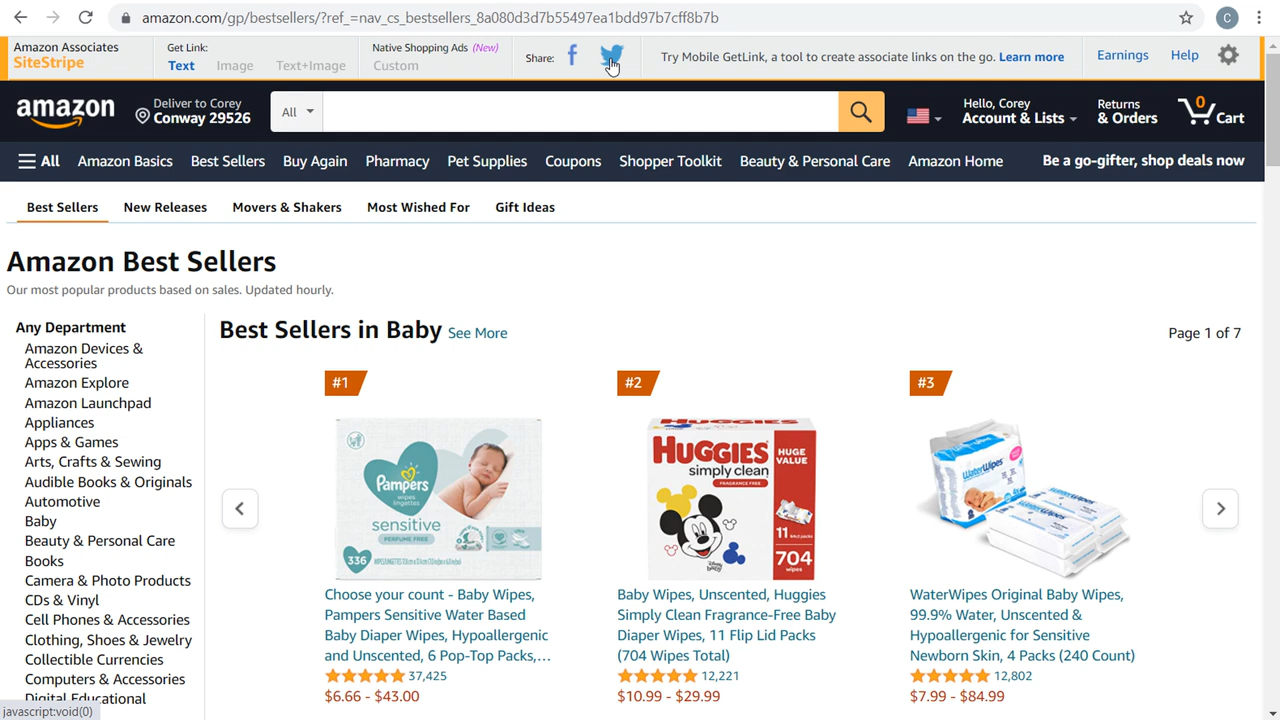 amazon.com/gp/bestsellers/?ref_=nav_cs_bestsellers_8a080d3d7b55497ea1bdd97b7cff8b7b
C
Amazon Associates
SiteStripe
Get Link:
Text Image Text+Image
Native Shopping Ads (New)
Custom
Share:
Try Mobile GetLink, a tool to create associate links on the go. Learn more
Earnings
Help
amazon
Deliver to Corey
Conway 29526
All
Hello, Corey
Account & Lists
Returns
& Orders
0
Cart
All Amazon Basics Best Sellers Buy Again Pharmacy Pet Supplies Coupons Shopper Toolkit Beauty & Personal Care Amazon Home Be a go-gifter, shop deals now
Best Sellers New Releases Movers & Shakers Most Wished For Gift Ideas
Amazon Best Sellers
Our most popular products based on sales. Updated hourly.
Any Department
Amazon Devices &
Accessories
Amazon Explore
Amazon Launchpad
Appliances
Apps & Games
Arts, Crafts & Sewing
Audible Books & Originals
Automotive
Baby
Beauty & Personal Care
Books
Camera & Photo Products
CDs & Vinyl
Cell Phones & Accessories
Clothing, Shoes & Jewelry
Collectible Currencies
Computers & Accessories
Digital Educational
Best Sellers in Baby See More
Page 1 of 7
#1
Pampers
wipes lingettes
sensitive
PERFUME FREE
336
Choose your count - Baby Wipes,
Pampers Sensitive Water Based
Baby Diaper Wipes, Hypoallergenic
and Unscented, 6 Pop-Top Packs,…
37,425
$6.66 - $43.00
#2
HUGGIES
simply clean
FRAGRANCE FREE
HUGE
VALUE
11
704
wipes
Disney
Baby Wipes, Unscented, Huggies
Simply Clean Fragrance-Free Baby
Diaper Wipes, 11 Flip Lid Packs
(704 Wipes Total)
12,221
$10.99 - $29.99
#3
WaterWipes
WaterWipes Original Baby Wipes,
99.9% Water, Unscented &
Hypoallergenic for Sensitive
Newborn Skin, 4 Packs (240 Count)
12,802
$7.99 - $84.99
javascript:void(0)